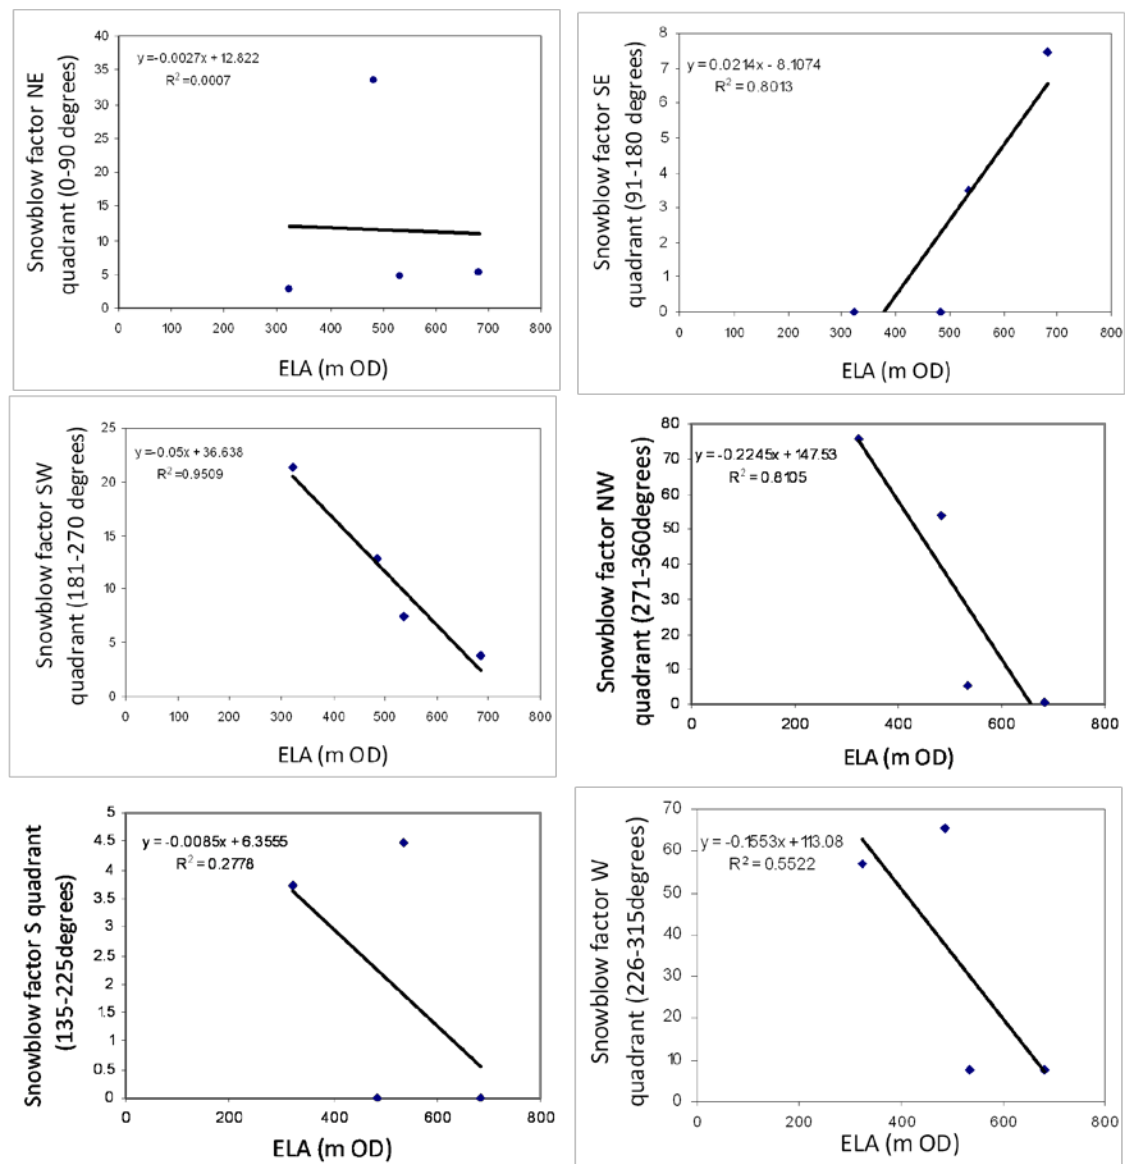 y =-0.0027x + 12.822
R² =0.0007
40
35
30
25
20
15
10
5
0
0 100 200 300 400 500 600 700 800
ELA (m OD)
Snowblow factor NE
quadrant (0-90 degrees)
y = 0.0214x - 8.1074
R² = 0.8013
8
7
6
5
4
3
2
1
0
0 100 200 300 400 500 600 700 800
ELA (m OD)
Snowblow factor SE
quadrant (91-180 degrees)
y =-0.05x + 36.638
R² =0.9509
25
20
15
10
5
0
0 100 200 300 400 500 600 700 800
ELA (m OD)
Snowblow factor SW
quadrant (181-270 degrees)
y = -0.2245x + 147.53
R² = 0.8105
80
70
60
50
40
30
20
10
0
0 200 400 600 800
ELA (m OD)
Snowblow factor NW
quadrant (271-360degrees)
y = -0.0085x + 6.3555
R² = 0.2778
5
4.5
4
3.5
3
2.5
2
1.5
1
0.5
0
0 200 400 600 800
ELA (m OD)
Snowblow factor S quadrant
(135-225degrees)
y = -0.1553x + 113.08
R² = 0.5522
70
60
50
40
30
20
10
0
0 200 400 600 800
ELA (m OD)
Snowblow factor W
quadrant (226-315degrees)